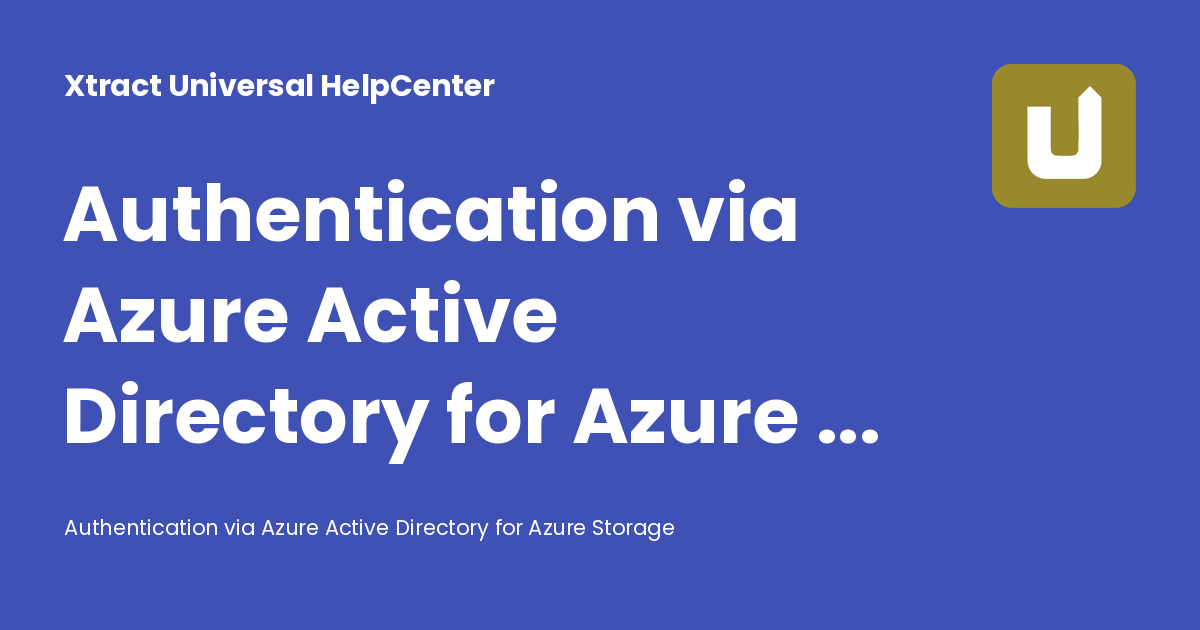 Xtract Universal HelpCenter
Authentication via
Azure Active
Directory for Azure ...
Authentication via Azure Active Directory for Azure Storage